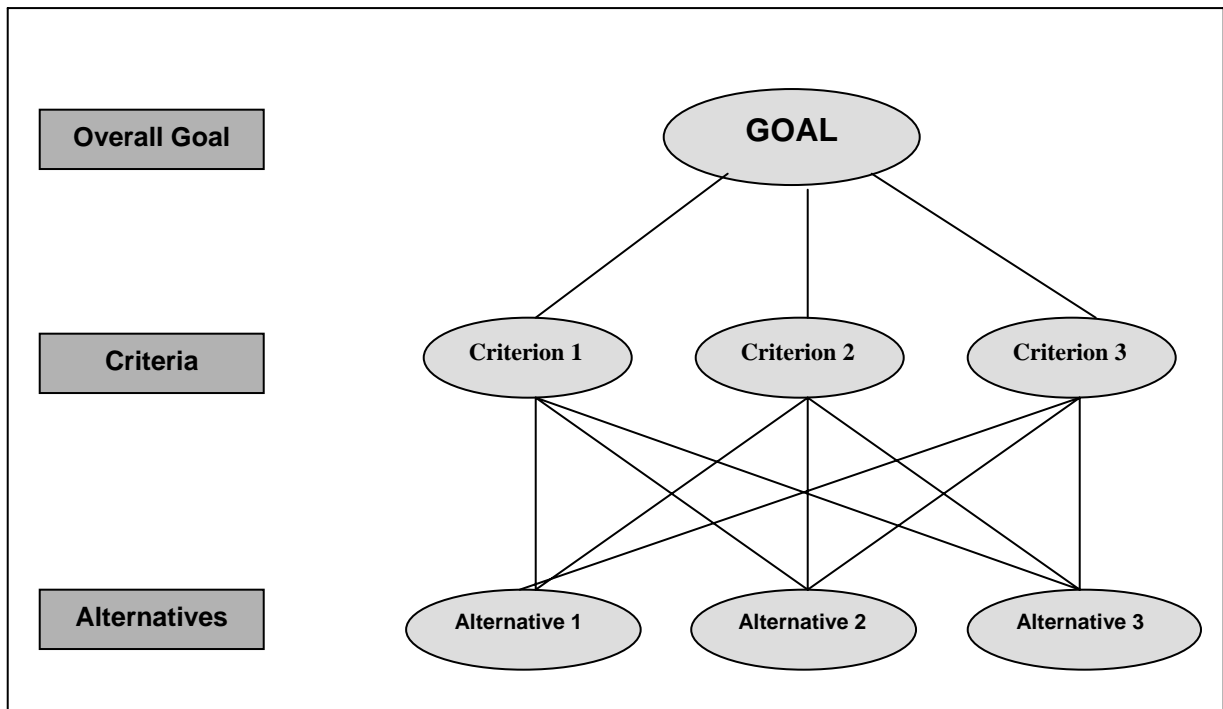 Overall Goal
GOAL
Criteria
Criterion 1
Criterion 2
Criterion 3
Alternatives
Alternative 1
Alternative 2
Alternative 3